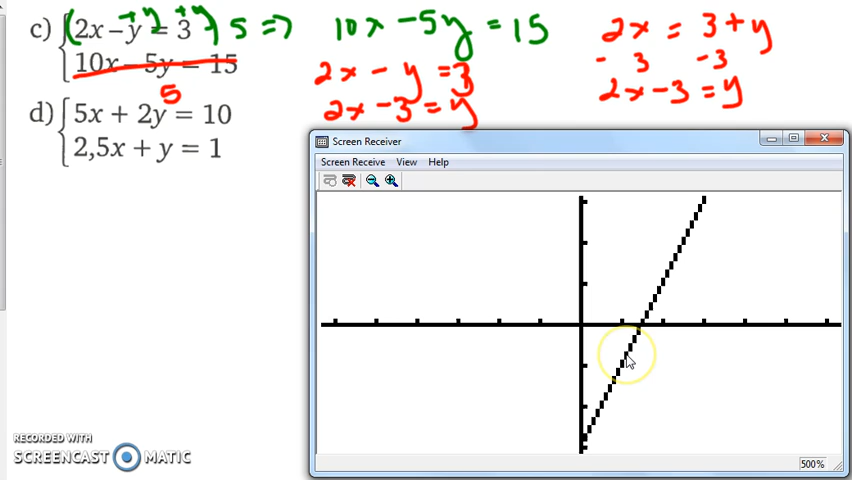 c) (2x − y = 3) 5 => 10x − 5y = 15
+y +y
10x − 5y = 15
5
2x − y = 3
2x − 3 = y
2x = 3 + y
- 3 -3
2x − 3 = y
d) 5x + 2y = 10
2,5x + y = 1
Screen Receiver
Screen Receive View Help
500%
RECORDED WITH
SCREENCAST MATIC